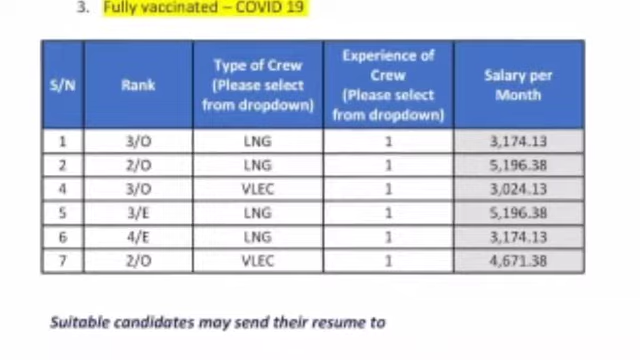 3. Fully vaccinated – COVID 19
S/N Rank Type of Crew (Please select from dropdown) Experience of Crew (Please select from dropdown) Salary per Month
1 3/O LNG 1 3,174.13
2 2/O LNG 1 5,196.38
4 3/O VLEC 1 3,024.13
5 3/E LNG 1 5,196.38
6 4/E LNG 1 3,174.13
7 2/O VLEC 1 4,671.38
Suitable candidates may send their resume to